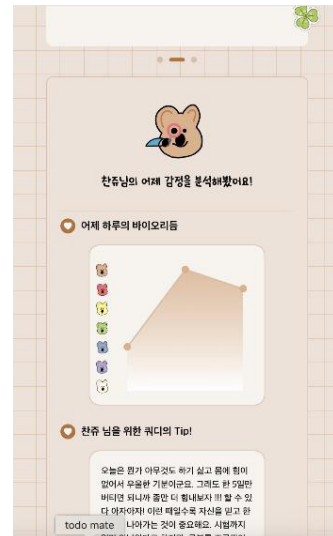 찬쥬님의 어제 감정을 분석해봤어요!
어제 하루의 바이오리듬
찬쥬 님을 위한 쿼디의 Tip!
오늘은 뭔가 아무것도 하기 싫고 몸에 힘이
없어서 우울한 기분이군요. 그래도 한 5일만
버티면 되니까 좀만 더 힘내보자 !!! 할 수 있
다 아자아자! 이런 때일수록 자신을 믿고 한
나아가는 것이 중요해요. 시험까지
todo mate